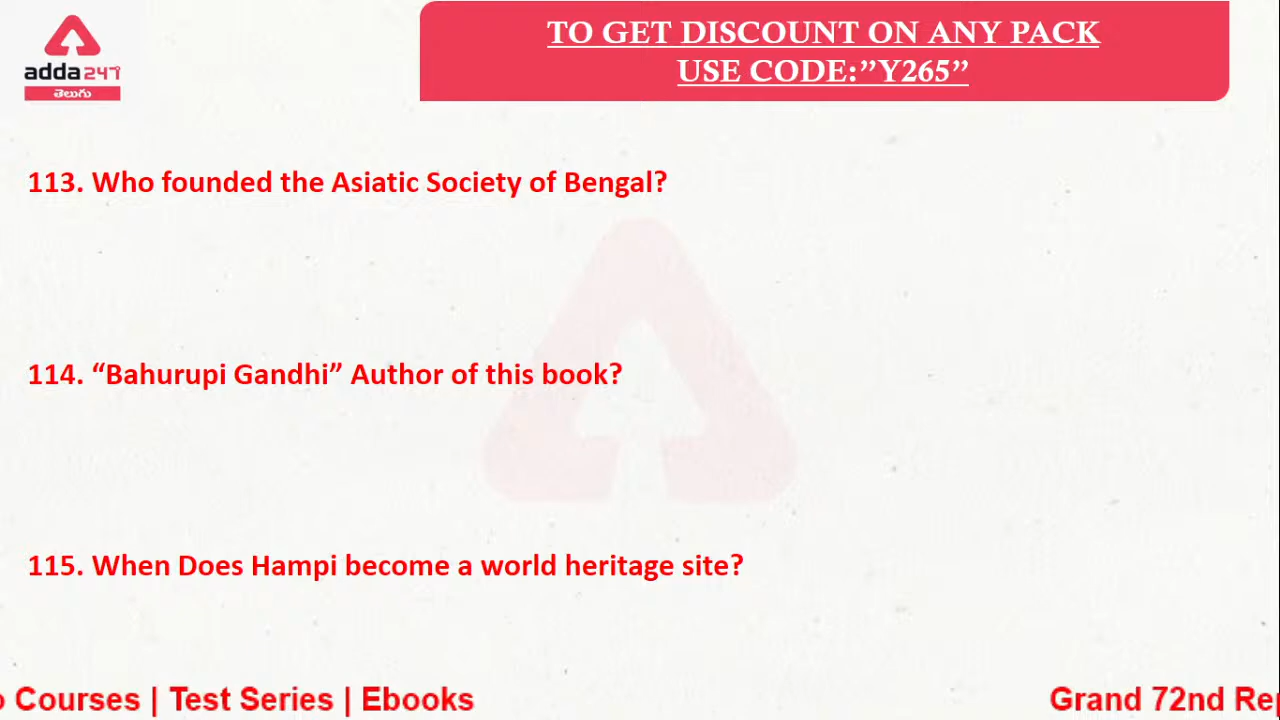 adda247
తెలుగు
TO GET DISCOUNT ON ANY PACK
USE CODE:”Y265”
113. Who founded the Asiatic Society of Bengal?
114. “Bahurupi Gandhi” Author of this book?
115. When Does Hampi become a world heritage site?
o Courses | Test Series | Ebooks
Grand 72nd Rep